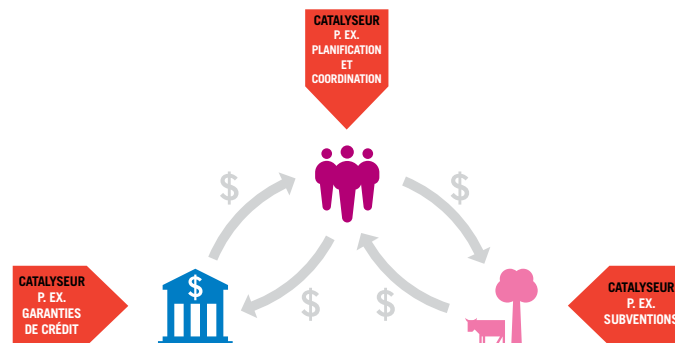 CATALYSEUR
P. EX.
PLANIFICATION
ET
COORDINATION
$
$
CATALYSEUR
P. EX.
GARANTIES
DE CRÉDIT
$
$
$
CATALYSEUR
P. EX.
SUBVENTIONS